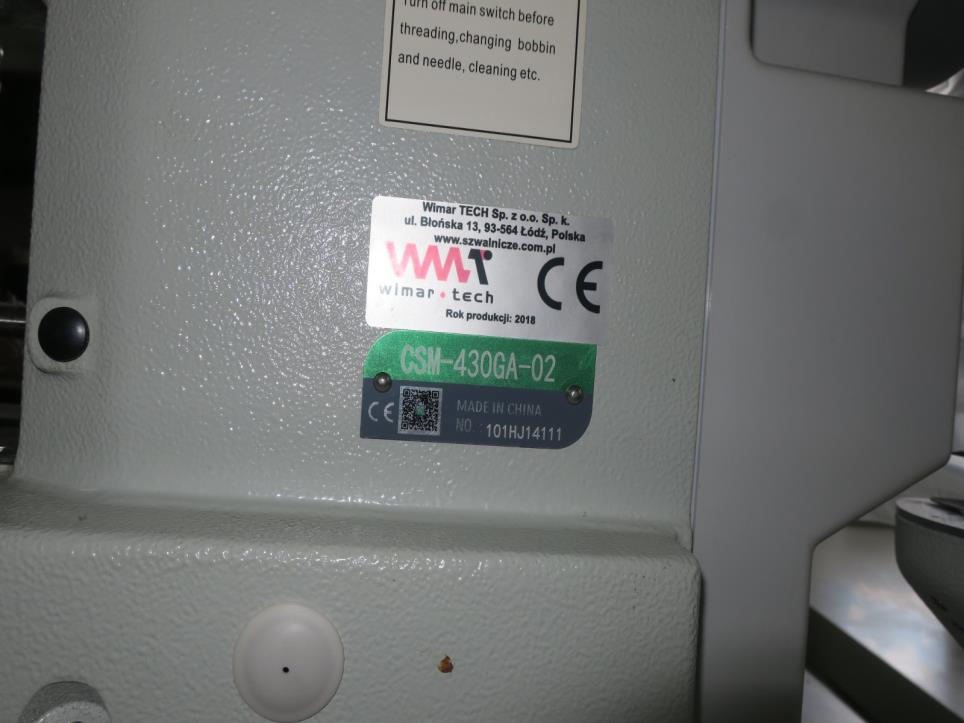 Turn off main switch before
threading,changing bobbin
and needle, cleaning etc.
Wimar TECH Sp. z o.o. Sp. k.
ul. Błońska 13, 93-564 Łódź, Polska
www.szwalnicze.com.pl
WMT
wimar•tech
CE
Rok produkcji: 2018
CSM-430GA-02
CE
MADE IN CHINA
NO.: 101HJ14111